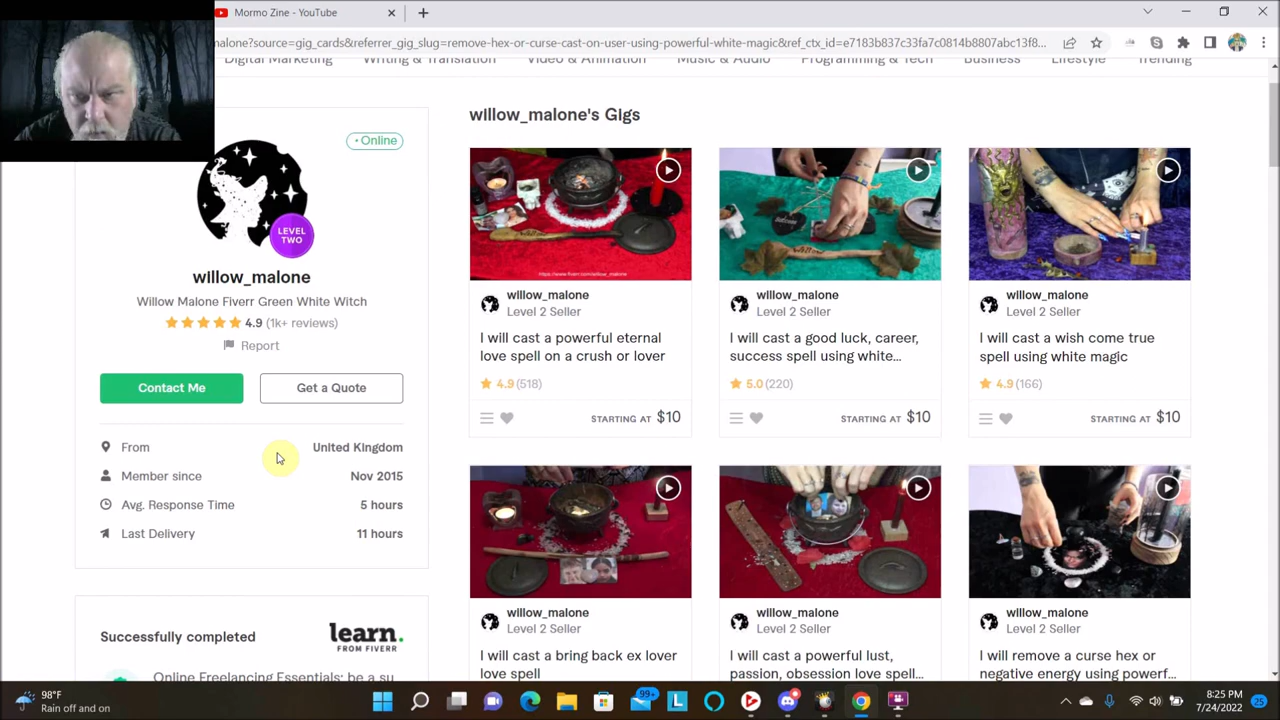 Mormo Zine - YouTube
malone?source=gig_cards&referrer_gig_slug=remove-hex-or-curse-cast-on-user-using-powerful-white-magic&ref_ctx_id=e7183b837c33fa7c0814b8807abc13f8...
Digital Marketing Writing & Translation Video & Animation Music & Audio Programming & Tech Business Lifestyle Trending
• Online
LEVEL
TWO
willow_malone
Willow Malone Fiverr Green White Witch
4.9 (1k+ reviews)
Report
Contact Me
Get a Quote
From United Kingdom
Member since Nov 2015
Avg. Response Time 5 hours
Last Delivery 11 hours
Successfully completed
learn.
FROM FIVERR
Online Freelancing Essentials: be a su
willow_malone's Gigs
https://www.fiverr.com/willow_malone
willow_malone
Level 2 Seller
I will cast a powerful eternal
love spell on a crush or lover
4.9 (518)
STARTING AT $10
willow_malone
Level 2 Seller
I will cast a good luck, career,
success spell using white...
5.0 (220)
STARTING AT $10
willow_malone
Level 2 Seller
I will cast a wish come true
spell using white magic
4.9 (166)
STARTING AT $10
willow_malone
Level 2 Seller
I will cast a bring back ex lover
love spell
willow_malone
Level 2 Seller
I will cast a powerful lust,
passion, obsession love spell...
willow_malone
Level 2 Seller
I will remove a curse hex or
negative energy using powerf...
98°F
Rain off and on
99+
L
8:25 PM
7/24/2022
25